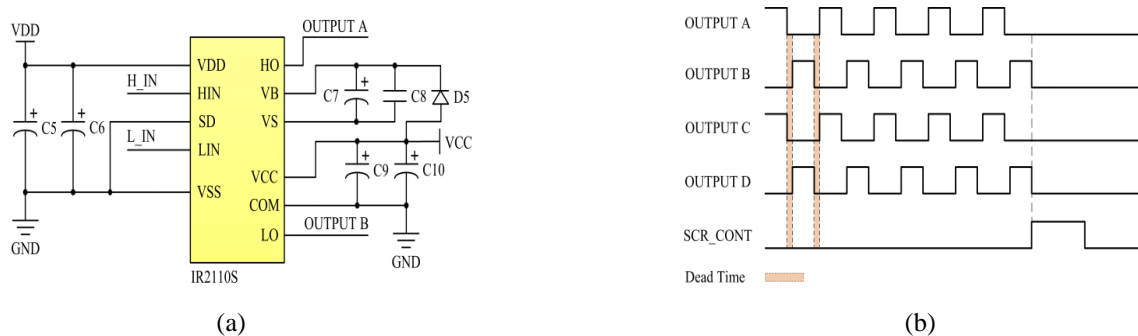 VDD
H_IN
L_IN
C5
C6
GND
VDD
HIN
SD
LIN
VSS
HO
VB
VS
VCC
COM
LO
IR2110S
OUTPUT A
C7
C8
D5
VCC
C9
C10
OUTPUT B
GND
(a)
OUTPUT A
OUTPUT B
OUTPUT C
OUTPUT D
SCR_CONT
Dead Time
(b)